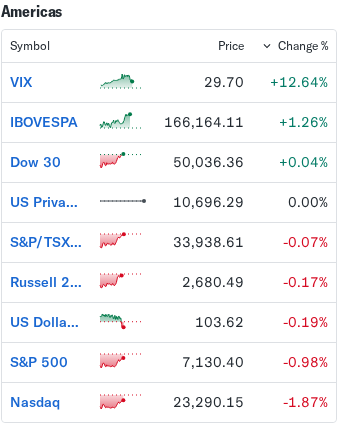 Americas
Symbol Price Change %
VIX 29.70 +12.64%
IBOVESPA 166,164.11 +1.26%
Dow 30 50,036.36 +0.04%
US Priva... 10,696.29 0.00%
S&P/TSX... 33,938.61 -0.07%
Russell 2... 2,680.49 -0.17%
US Dolla... 103.62 -0.19%
S&P 500 7,130.40 -0.98%
Nasdaq 23,290.15 -1.87%